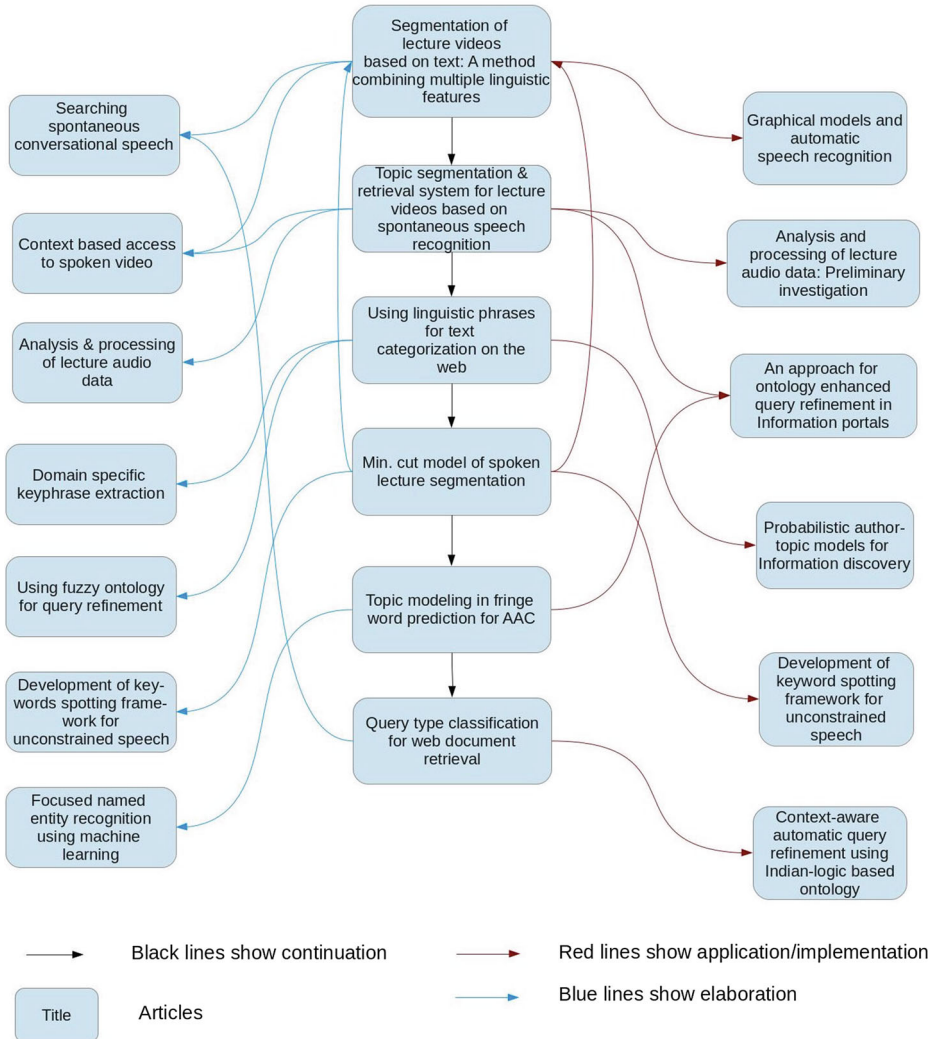 Segmentation of
lecture videos
based on text: A method
combining multiple linguistic
features
Searching
spontaneous
conversational speech
Graphical models and
automatic
speech recognition
Topic segmentation &
retrieval system for lecture
videos based on
spontaneous speech
recognition
Context based access
to spoken video
Analysis and
processing of lecture
audio data: Preliminary
investigation
Using linguistic phrases
for text
categorization on the
web
Analysis & processing
of lecture audio
data
An approach for
ontology enhanced
query refinement in
Information portals
Min. cut model of spoken
lecture segmentation
Domain specific
keyphrase extraction
Probabilistic author-
topic models for
Information discovery
Using fuzzy ontology
for query refinement
Topic modeling in fringe
word prediction for AAC
Development of key-
words spotting frame-
work for
unconstrained speech
Development of
keyword spotting
framework for
unconstrained
speech
Query type classification
for web document
retrieval
Focused named
entity recognition
using machine
learning
Context-aware
automatic query
refinement using
Indian-logic based
ontology
Black lines show continuation
Red lines show application/implementation
Title
Articles
Blue lines show elaboration